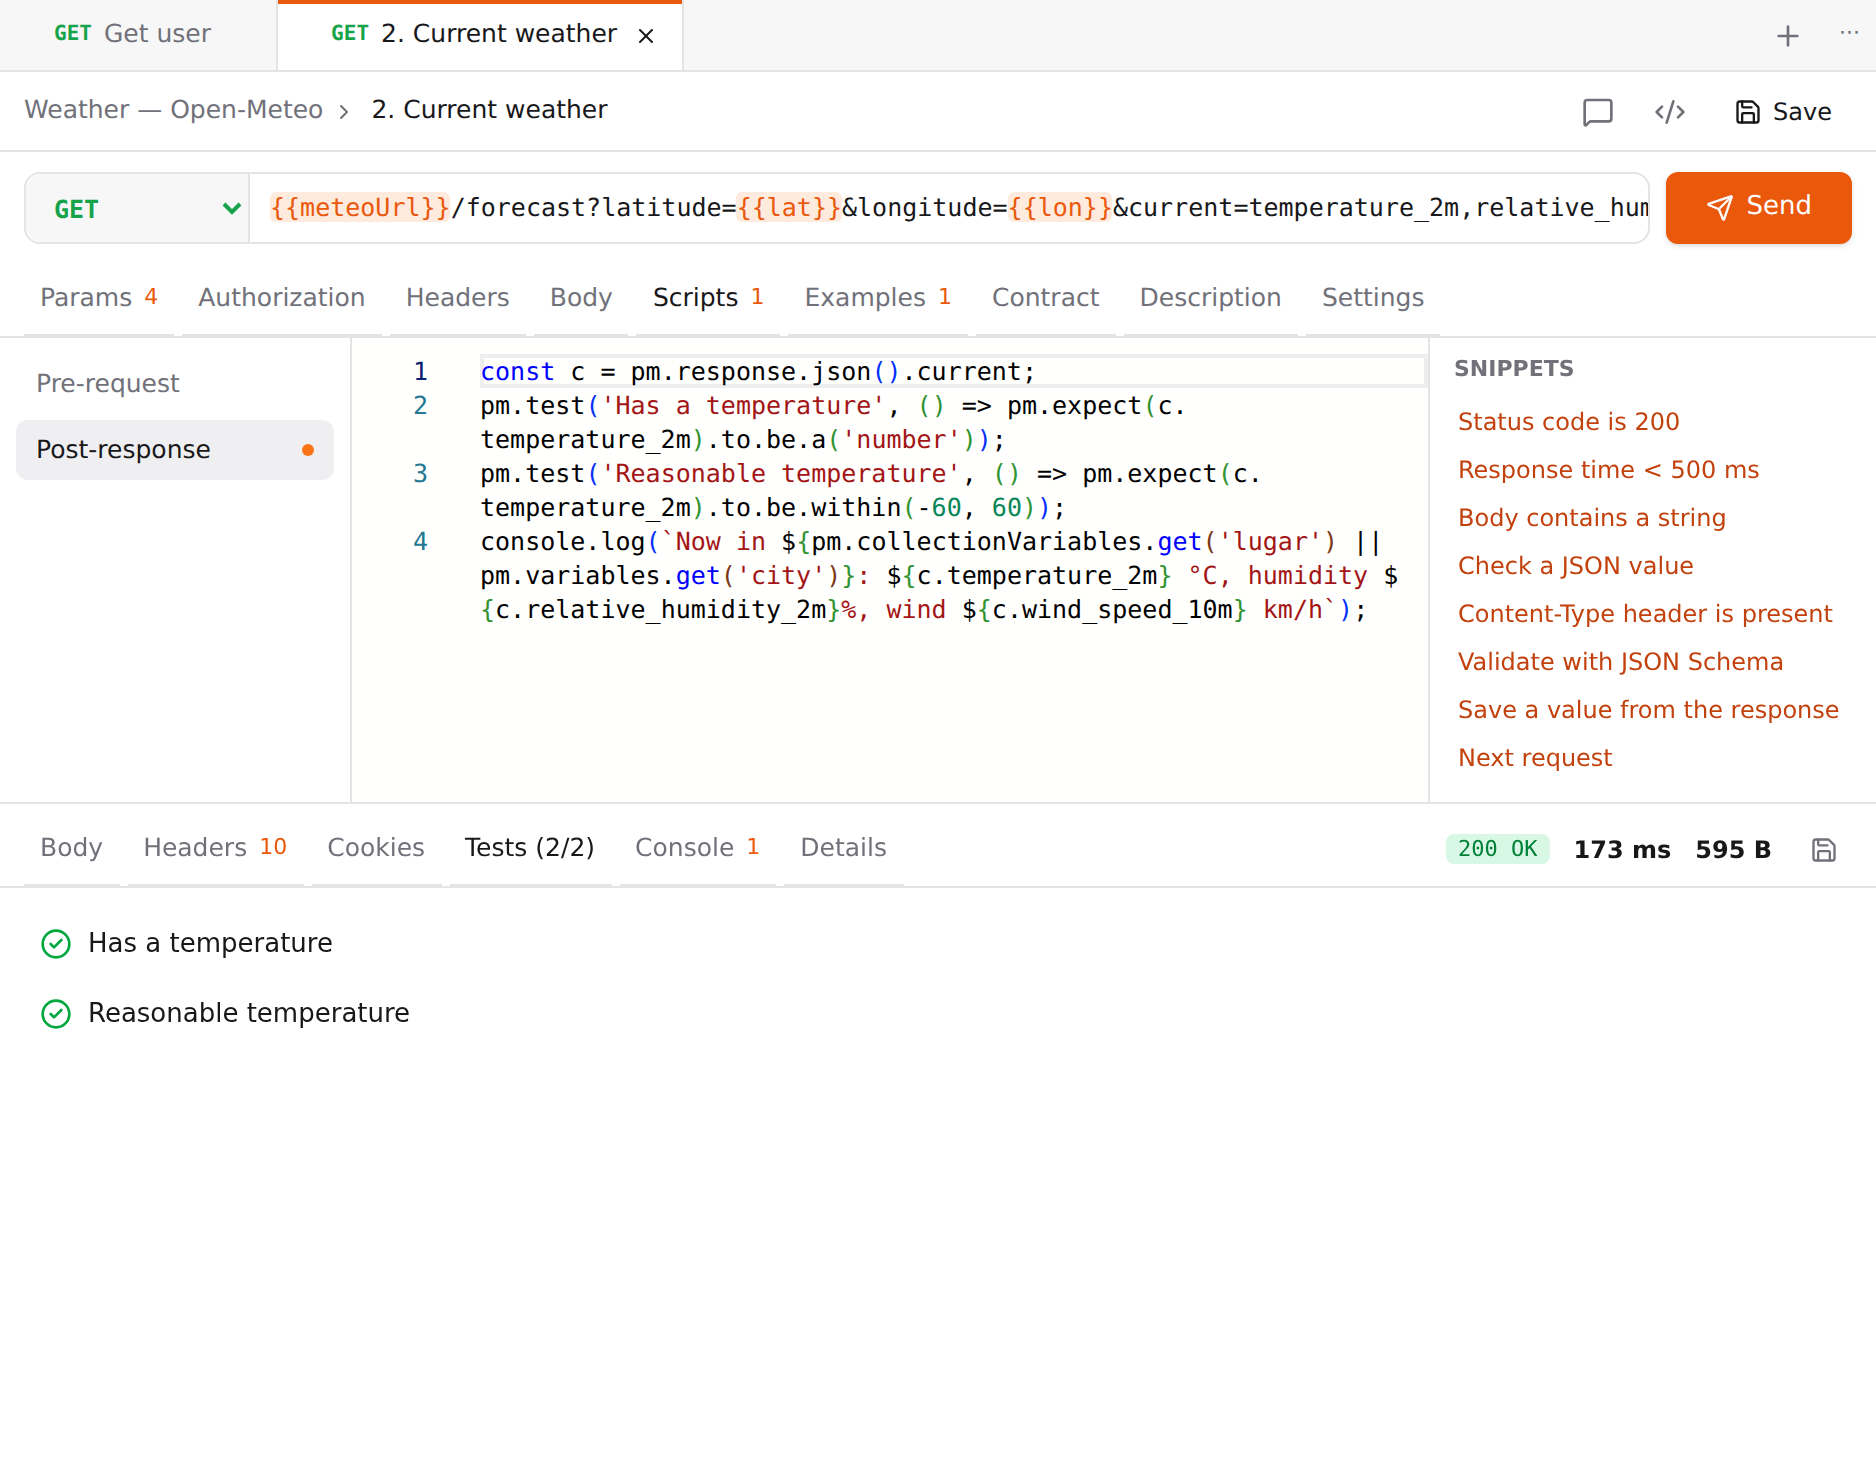 GET Get user
GET 2. Current weather
Weather — Open-Meteo > 2. Current weather
Save
GET
{{meteoUrl}}/forecast?latitude={{lat}}&longitude={{lon}}&current=temperature_2m,relative_hum
Send
Params 4
Authorization
Headers
Body
Scripts 1
Examples 1
Contract
Description
Settings
Pre-request
Post-response
1 const c = pm.response.json().current;
2 pm.test('Has a temperature', () => pm.expect(c.
temperature_2m).to.be.a('number'));
3 pm.test('Reasonable temperature', () => pm.expect(c.
temperature_2m).to.be.within(-60, 60));
4 console.log(`Now in ${pm.collectionVariables.get('lugar') ||
pm.variables.get('city')}: ${c.temperature_2m} °C, humidity $
{c.relative_humidity_2m}%, wind ${c.wind_speed_10m} km/h`);
SNIPPETS
Status code is 200
Response time < 500 ms
Body contains a string
Check a JSON value
Content-Type header is present
Validate with JSON Schema
Save a value from the response
Next request
Body
Headers 10
Cookies
Tests (2/2)
Console 1
Details
200 OK
173 ms
595 B
Has a temperature
Reasonable temperature